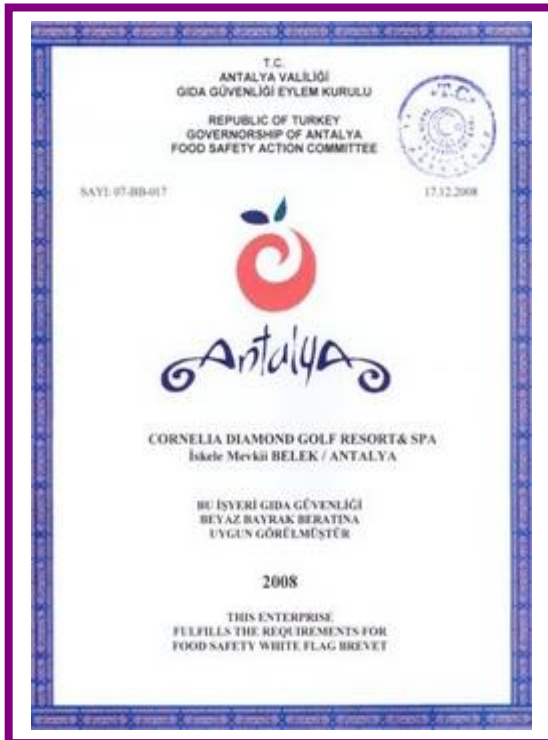 T.C.
ANTALYA VALİLİĞİ
GIDA GÜVENLİĞİ EYLEM KURULU
REPUBLIC OF TURKEY
GOVERNORSHIP OF ANTALYA
FOOD SAFETY ACTION COMMITTEE
T.C.
SAYI: 07-BB-017 17.12.2008
Antalya
CORNELIA DIAMOND GOLF RESORT& SPA
İskele Mevkii BELEK / ANTALYA
BU İŞYERİ GIDA GÜVENLİĞİ
BEYAZ BAYRAK BERATINA
UYGUN GÖRÜLMÜŞTÜR
2008
THIS ENTERPRISE
FULFILLS THE REQUIREMENTS FOR
FOOD SAFETY WHITE FLAG BREVET